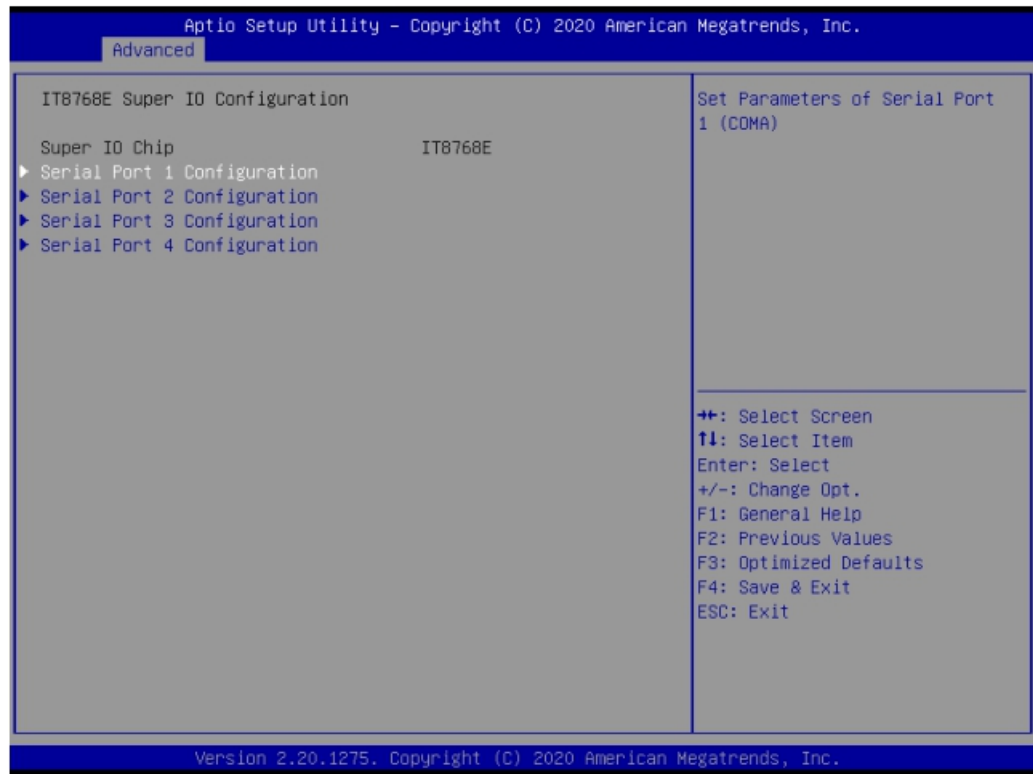 Aptio Setup Utility – Copyright (C) 2020 American Megatrends, Inc.
Advanced
IT8768E Super IO Configuration
Super IO Chip IT8768E
Serial Port 1 Configuration
Serial Port 2 Configuration
Serial Port 3 Configuration
Serial Port 4 Configuration
Set Parameters of Serial Port
1 (COMA)
→←: Select Screen
↑↓: Select Item
Enter: Select
+/-: Change Opt.
F1: General Help
F2: Previous Values
F3: Optimized Defaults
F4: Save & Exit
ESC: Exit
Version 2.20.1275. Copyright (C) 2020 American Megatrends, Inc.